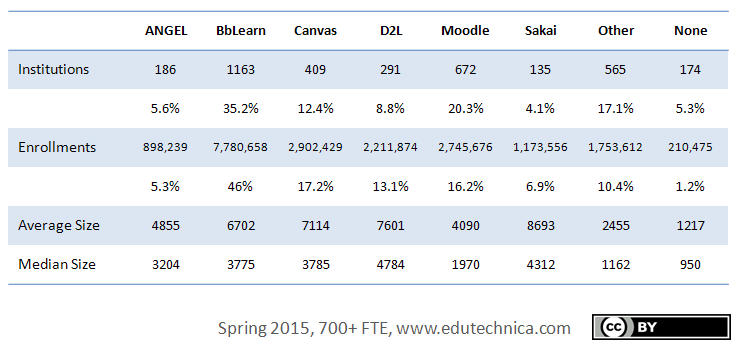 ANGEL BbLearn Canvas D2L Moodle Sakai Other None
Institutions 186 1163 409 291 672 135 565 174
5.6% 35.2% 12.4% 8.8% 20.3% 4.1% 17.1% 5.3%
Enrollments 898,239 7,780,658 2,902,429 2,211,874 2,745,676 1,173,556 1,753,612 210,475
5.3% 46% 17.2% 13.1% 16.2% 6.9% 10.4% 1.2%
Average Size 4855 6702 7114 7601 4090 8693 2455 1217
Median Size 3204 3775 3785 4784 1970 4312 1162 950
Spring 2015, 700+ FTE, www.edutechnica.com cc BY